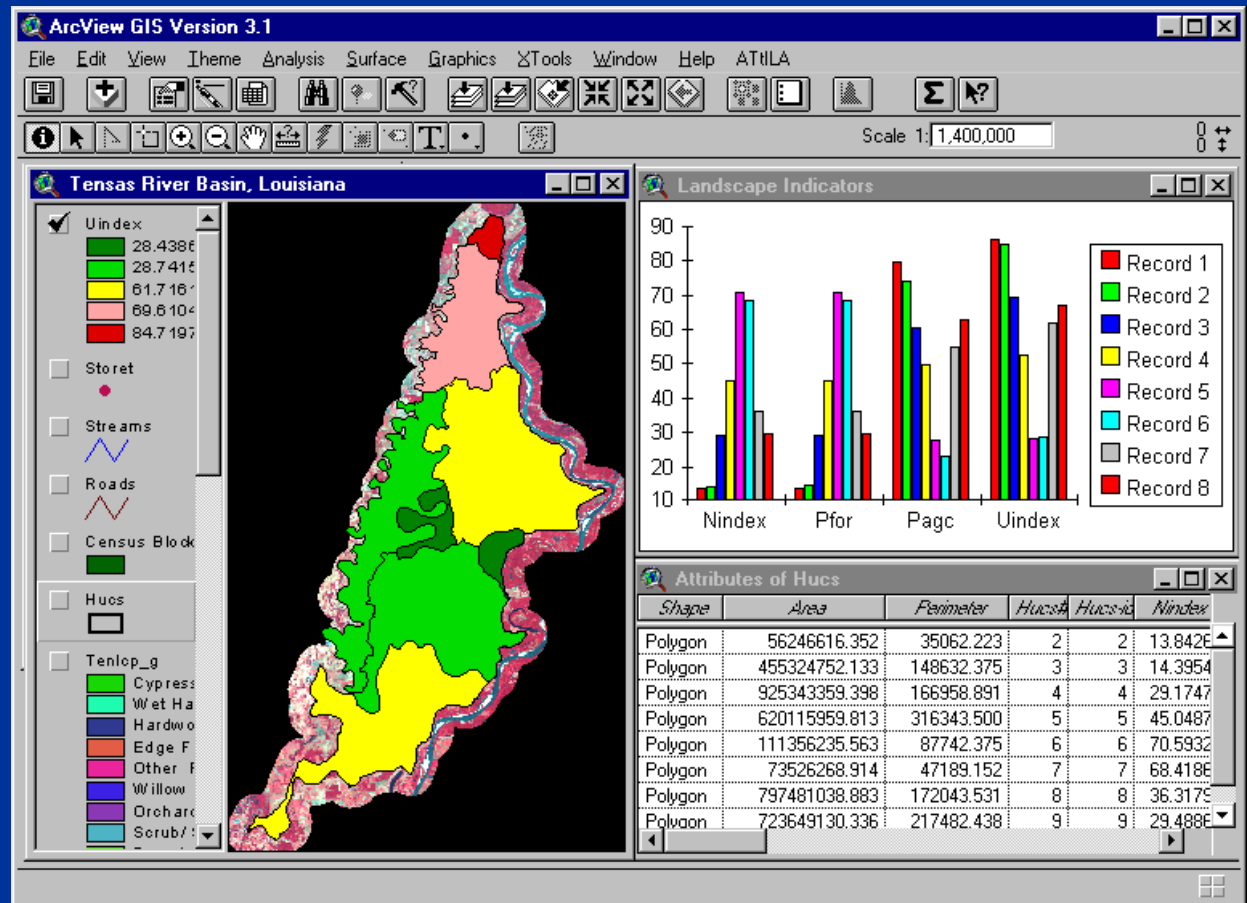 ArcView GIS Version 3.1
File Edit View Theme Analysis Surface Graphics XTools Window Help ATtILA
Scale 1: 1,400,000
Tensas River Basin, Louisiana
Uindex
28.4386
28.7415
61.7161
69.6104
84.7197
Storet
Streams
Roads
Census Block
Hucs
Tenlcp_g
Cypress
Wet Ha
Hardwo
Edge F
Other
Willow
Orchard
Scrub/
Landscape Indicators
90
80
70
60
50
40
30
20
10
Nindex Pfor Pagc Uindex
Record 1
Record 2
Record 3
Record 4
Record 5
Record 6
Record 7
Record 8
Attributes of Hucs
Shape Area Perimeter Hucs# Hucs-id Nindex
Polygon 56246616.352 35062.223 2 2 13.8426
Polygon 455324752.133 148632.375 3 3 14.3954
Polygon 925343359.398 166958.891 4 4 29.1747
Polygon 620115959.813 316343.500 5 5 45.0487
Polygon 111356235.563 87742.375 6 6 70.5932
Polygon 73526268.914 47189.152 7 7 68.4186
Polygon 797481038.883 172043.531 8 8 36.3179
Polygon 723649130.336 217482.438 9 9 29.4886